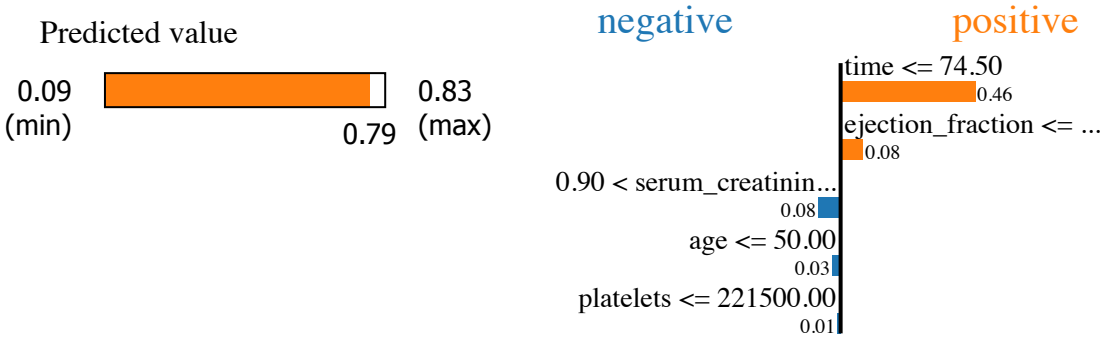 Predicted value
0.09
(min)
0.79
0.83
(max)
negative
positive
time <= 74.50
0.46
ejection_fraction <= ...
0.08
0.90 < serum_creatinin...
0.08
age <= 50.00
0.03
platelets <= 221500.00
0.01